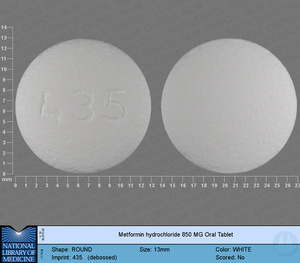 435
14
13
12
11
10
9
8
7
6
5
4
3
2
1
0
mm
0 1 2 3 4 5 6 7 8 9 10 11 12 13 14 15 16 17 18 19 20 21 22 23 24 25 26 27
Metformin hydrochloride 850 MG Oral Tablet
NATIONAL
LIBRARY OF
MEDICINE
Shape: ROUND Size: 13mm Color: WHITE
Imprint: 435 (debossed) Scored: No